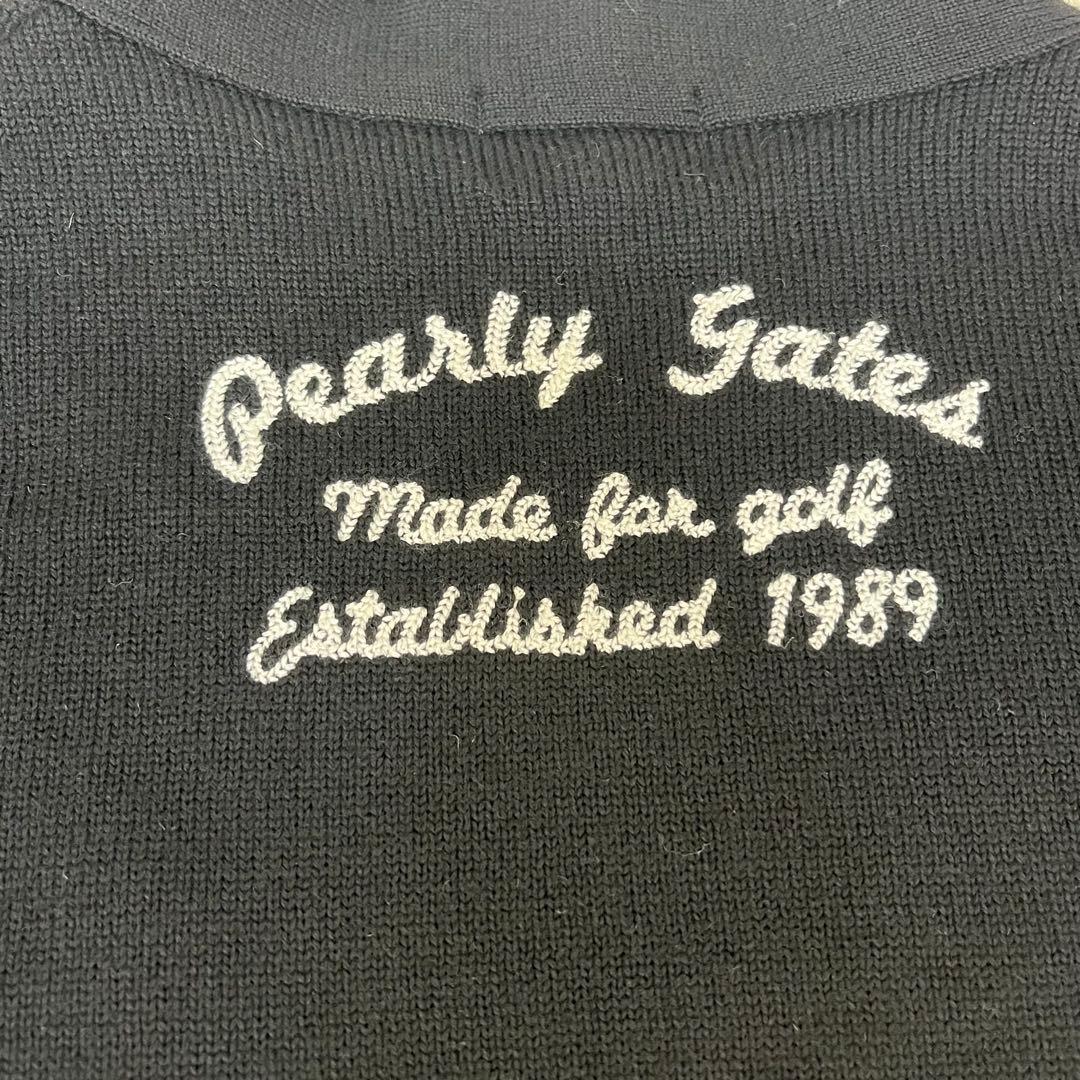 Pearly Gates
Made for golf
Established 1989